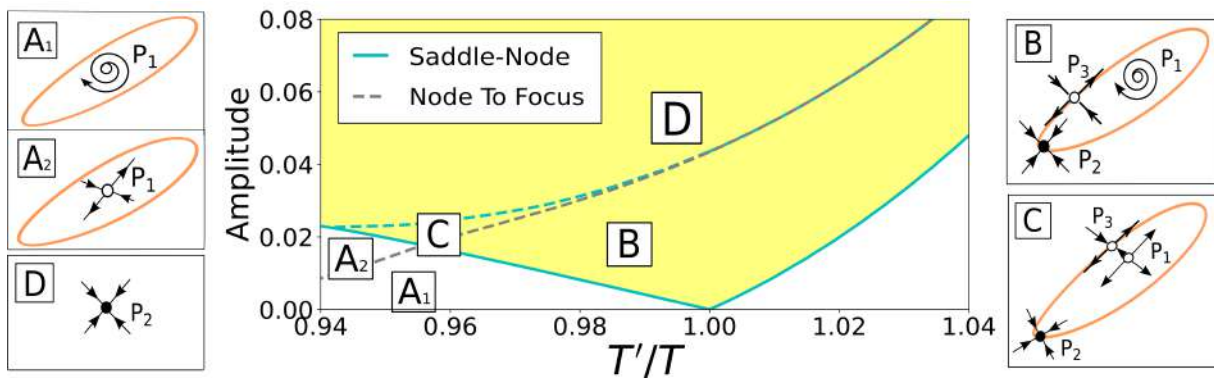 A₁
P₁
A₂
P₁
D
P₂
Amplitude
0.08
0.06
0.04
0.02
0.00
Saddle-Node
Node To Focus
D
C
B
A₂
A₁
0.94
0.96
0.98
1.00
1.02
1.04
T'/T
B
P₃
P₁
P₂
C
P₃
P₁
P₂